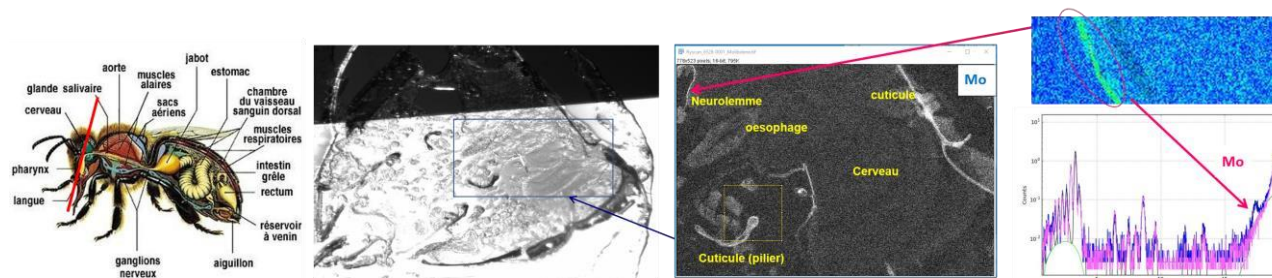 jabot
aorte
estomac
muscles
alaires
glande salivaire
chambre
du vaisseau
sanguin dorsal
cerveau
sacs
aériens
muscles
respiratoires
pharynx
intestin
grêle
rectum
langue
réservoir
à venin
ganglions
nerveux
aiguillon
Mo
Neurolemme
cuticule
oesophage
Cerveau
Cuticule (pilier)
Mo
Counts